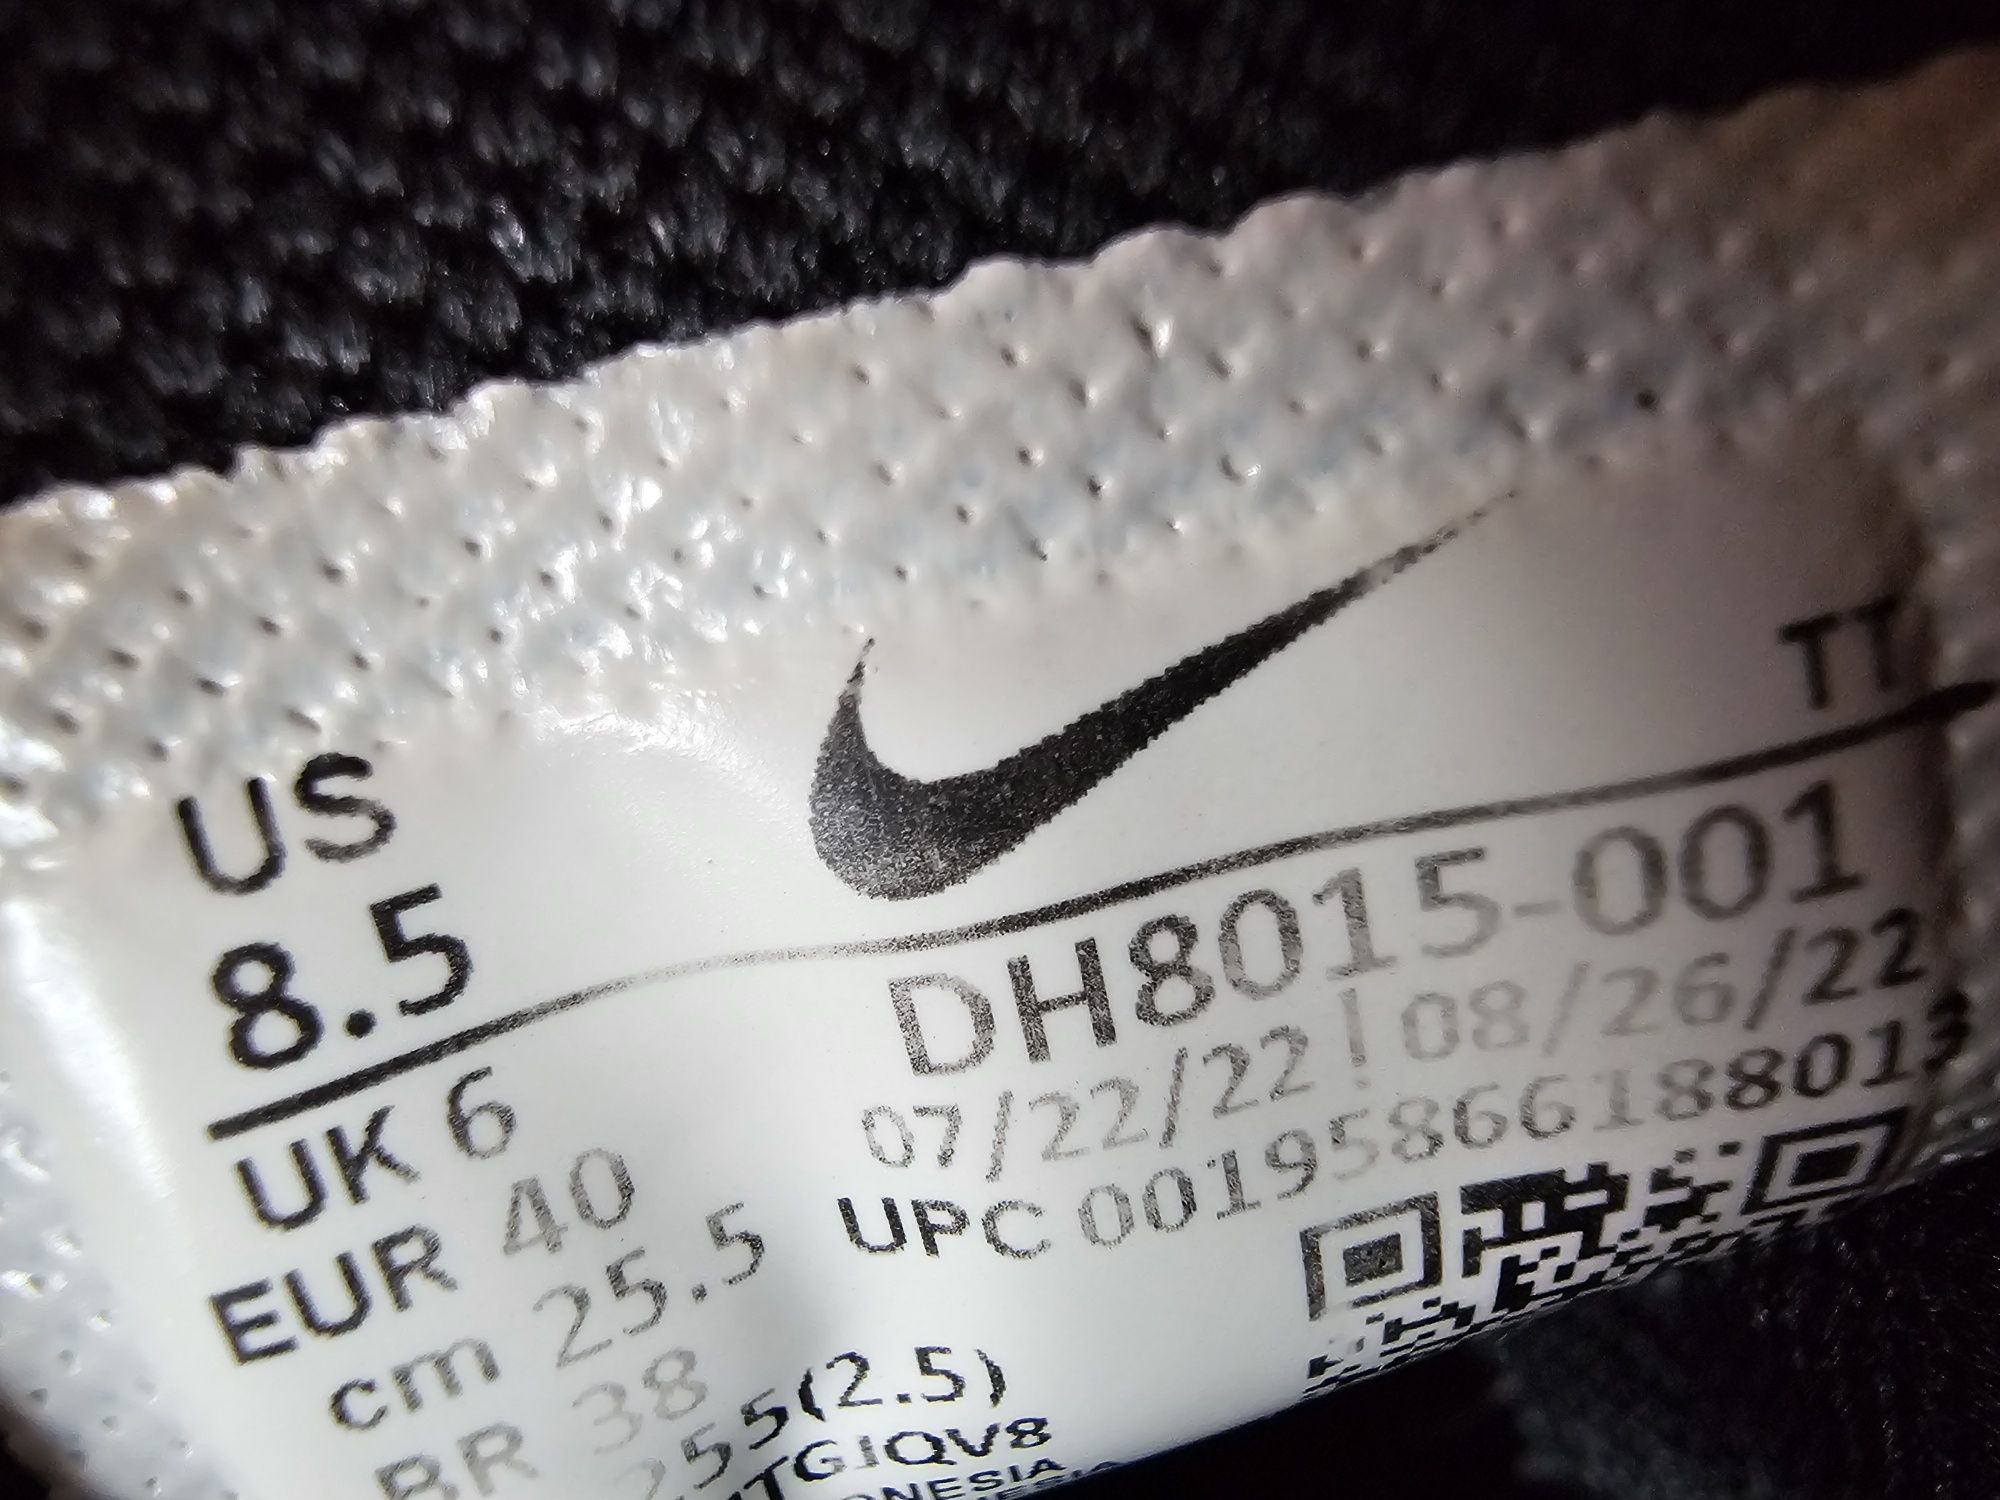 US
8.5
TT
UK 6
EUR 40
cm 25.5
BR 38
255(2.5)
DH8015-001
07/22/22 ! 08/26/22
UPC 00195866188013